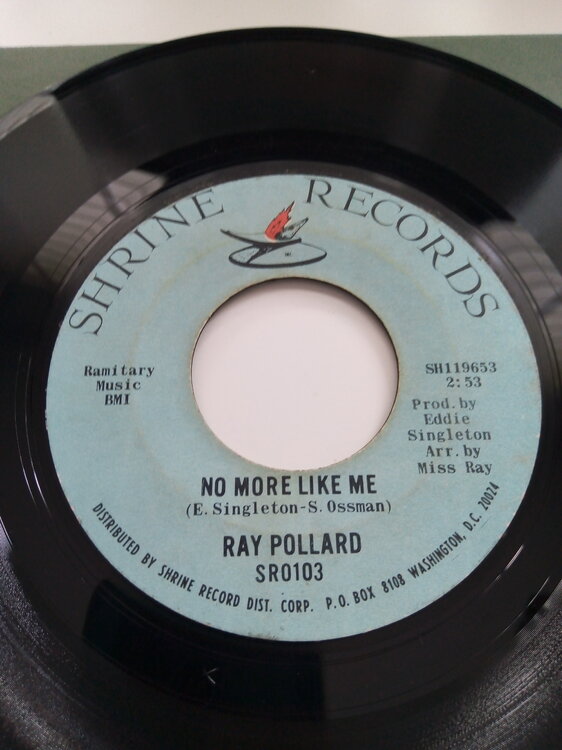 SHRINE RECORDS
Ramitary
Music
BMI
SH119653
2:53
Prod. by
Eddie
Singleton
Arr. by
Miss Ray
NO MORE LIKE ME
(E. Singleton-S. Ossman)
RAY POLLARD
SR0103
DISTRIBUTED BY SHRINE RECORD DIST. CORP. P.O. BOX 8108 WASHINGTON, D.C. 20024